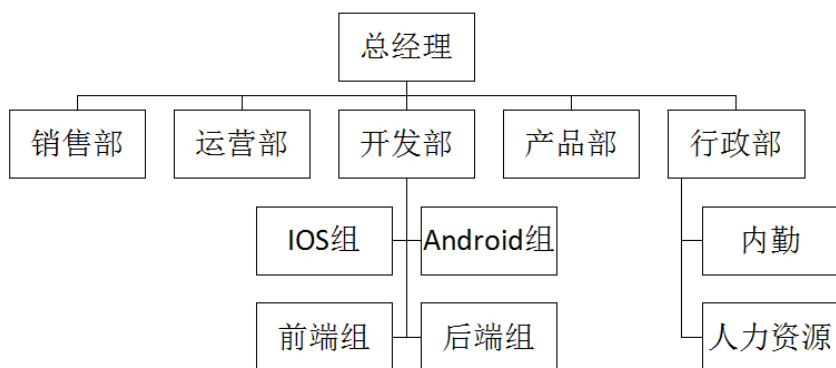 总经理
销售部
运营部
开发部
产品部
行政部
IOS组
Android组
内勤
前端组
后端组
人力资源